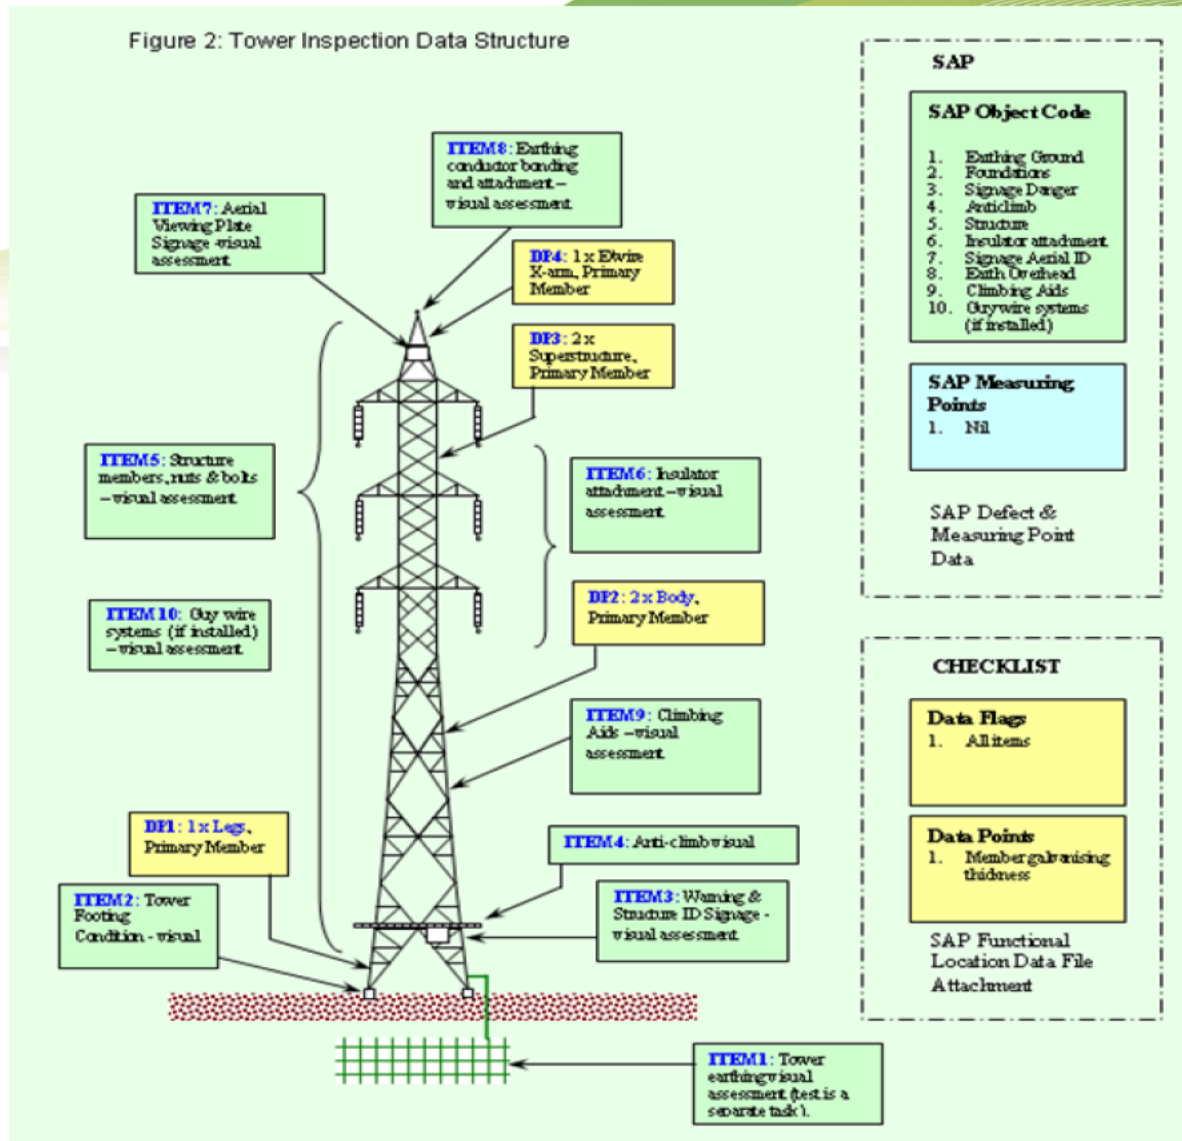 Figure 2: Tower Inspection Data Structure
ITEM8: Earthing
conductor bonding
and attachment –
visual assessment
ITEM7: Aerial
Viewing Plate
Signage -visual
assessment
DP4: 1 x E/wire
X-arm, Primary
Member
DP3: 2 x
Superstructure,
Primary Member
ITEM5: Structure
members, nuts & bolts
– visual assessment
ITEM6: Insulator
attachment – visual
assessment
DP2: 2 x Body,
Primary Member
ITEM10: Guy wire
systems (if installed)
– visual assessment
ITEM9: Climbing
Aids – visual
assessment
DP1: 1 x Legs,
Primary Member
ITEM4: Anti-climb visual
ITEM2: Tower
Footing
Condition - visual
ITEM3: Warning &
Structure ID Signage -
visual assessment
ITEM1: Tower
earthing visual
assessment (test is a
separate task).
SAP
SAP Object Code
1. Earthing Ground
2. Foundations
3. Signage Danger
4. Anticlimb
5. Structure
6. Insulator attachment
7. Signage Aerial ID
8. Earth Overhead
9. Climbing Aids
10. Guy wire systems
(if installed)
SAP Measuring
Points
1. Nil
SAP Defect &
Measuring Point
Data
CHECKLIST
Data Flags
1. All items
Data Points
1. Member galvanising
thickness
SAP Functional
Location Data File
Attachment